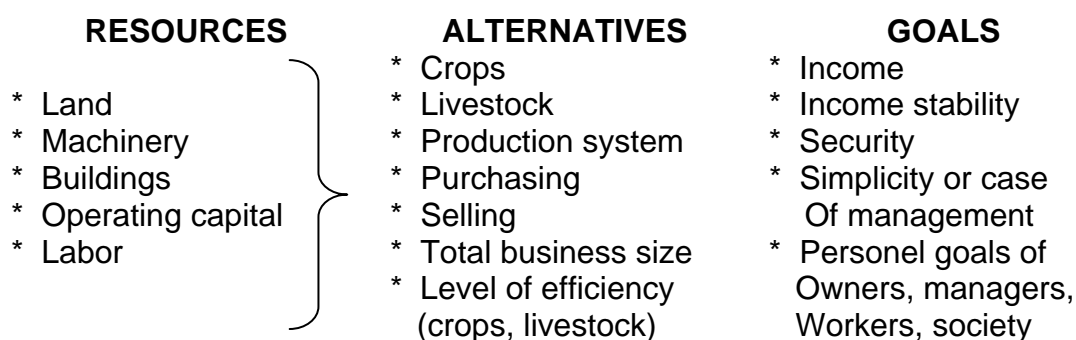 RESOURCES
* Land
* Machinery
* Buildings
* Operating capital
* Labor
ALTERNATIVES
* Crops
* Livestock
* Production system
* Purchasing
* Selling
* Total business size
* Level of efficiency
(crops, livestock)
GOALS
* Income
* Income stability
* Security
* Simplicity or case
Of management
* Personel goals of
Owners, managers,
Workers, society